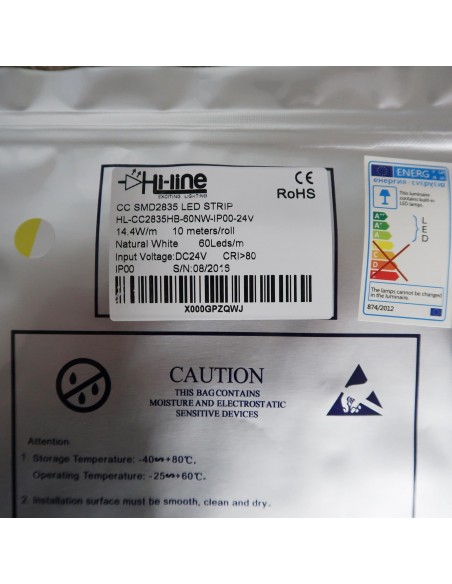 Hi-line
EXCITING LIGHTING
CE
RoHS
CC SMD2835 LED STRIP
HL-CC2835HB-60NW-IP00-24V
14.4W/m 10 meters/roll
Natural White 60Leds/m
Input Voltage:DC24V CRI>80
IP00 S/N:08/2016
X000GPZQWJ
ENERG
This luminaire
contains built-in
LED lamps.
A++
A+
A
B
C
D
E
L
E
D
The lamps cannot be changed in
the luminaire.
874/2012
CAUTION
THIS BAG CONTAINS
MOISTURE AND ELECTROSTATIC
SENSITIVE DEVICES
Attention
1. Storage Temperature: -40∽+80℃.
Operating Temperature: -25∽+60℃.
2. Installation surface must be smooth, clean and dry.